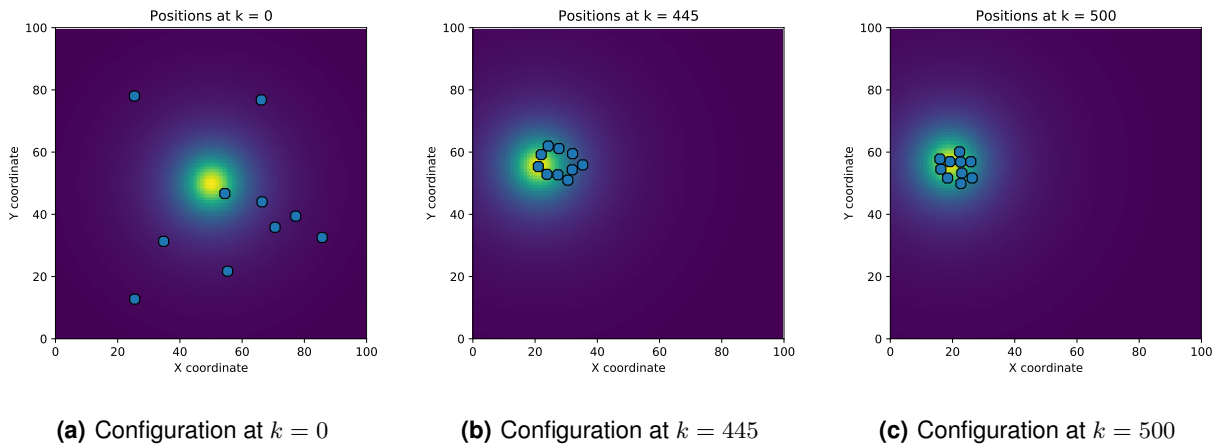 Positions at k = 0
100
80
60
40
20
0
Y coordinate
0 20 40 60 80 100
X coordinate
(a) Configuration at k = 0
Positions at k = 445
100
80
60
40
20
0
Y coordinate
0 20 40 60 80 100
X coordinate
(b) Configuration at k = 445
Positions at k = 500
100
80
60
40
20
0
Y coordinate
0 20 40 60 80 100
X coordinate
(c) Configuration at k = 500